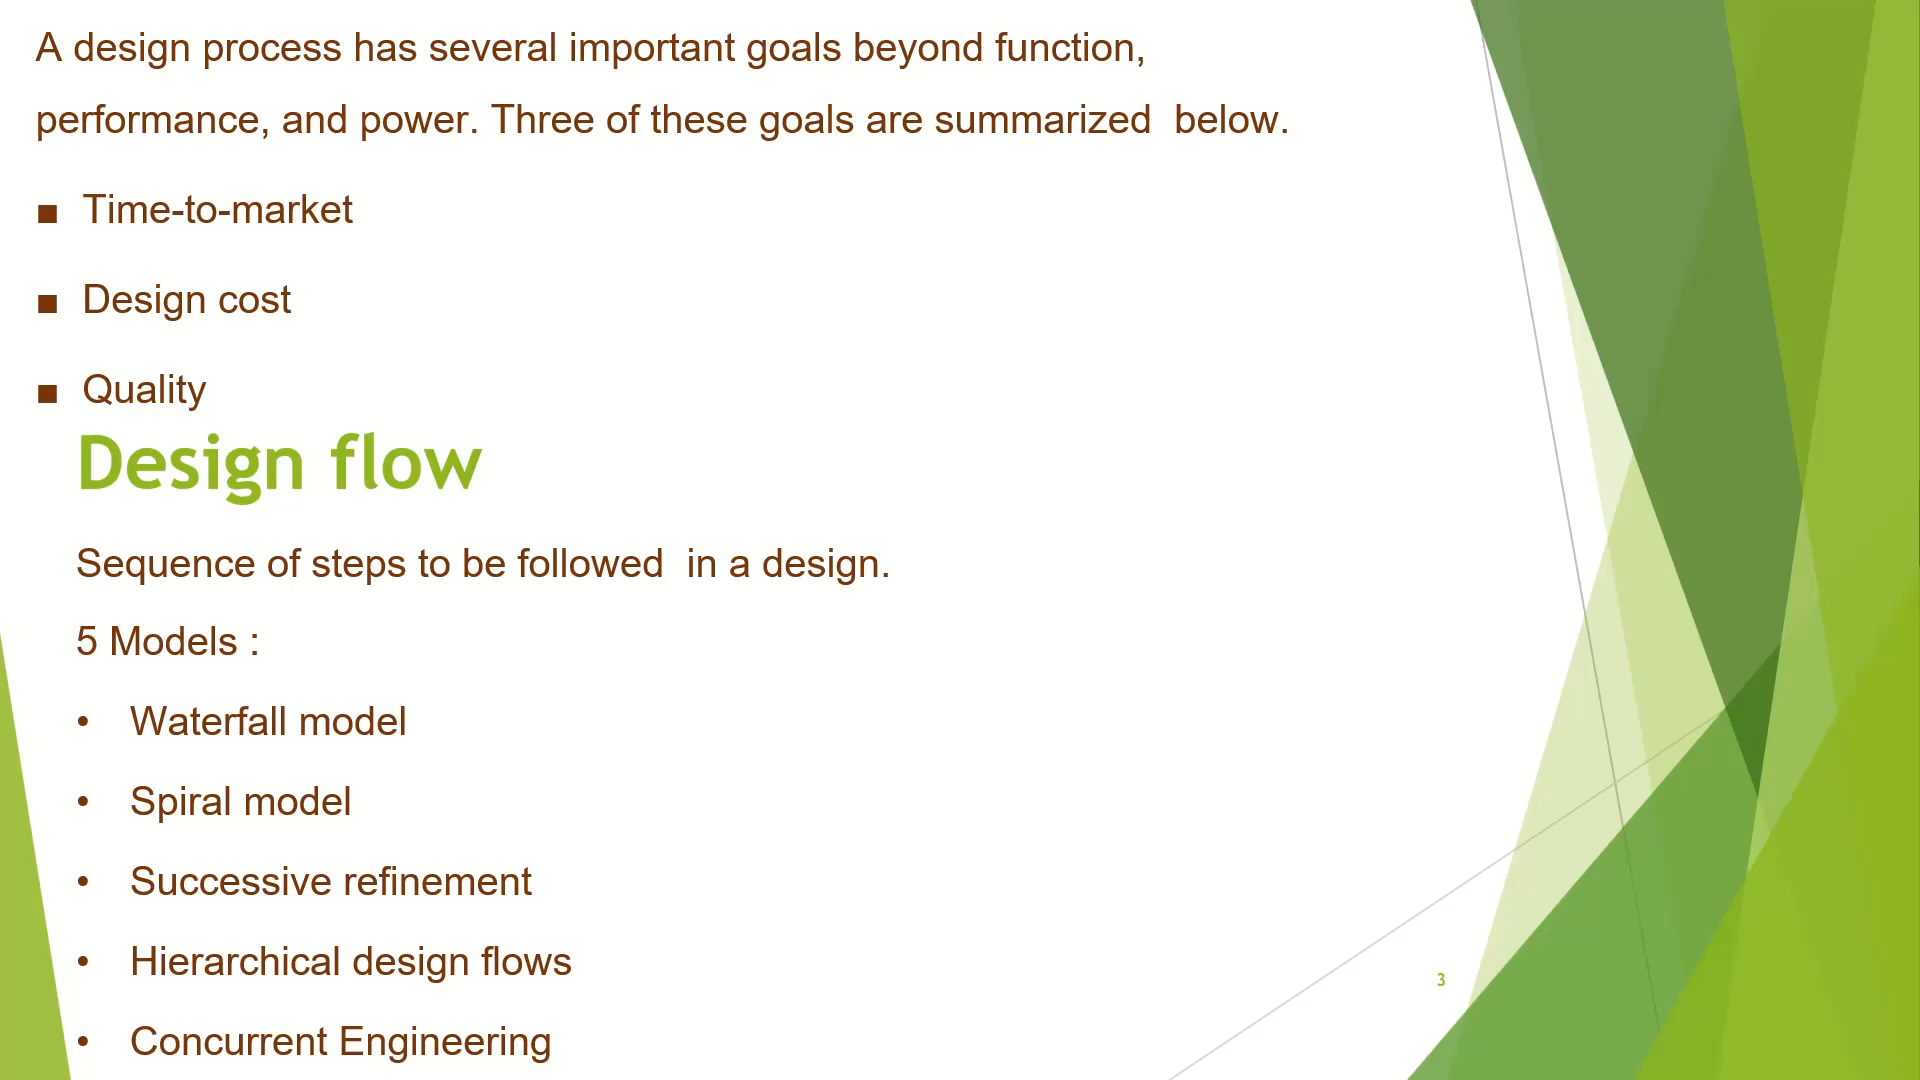 A design process has several important goals beyond function,
performance, and power. Three of these goals are summarized below.
■ Time-to-market
■ Design cost
■ Quality
Design flow
Sequence of steps to be followed in a design.
5 Models :
• Waterfall model
• Spiral model
• Successive refinement
• Hierarchical design flows
• Concurrent Engineering
3